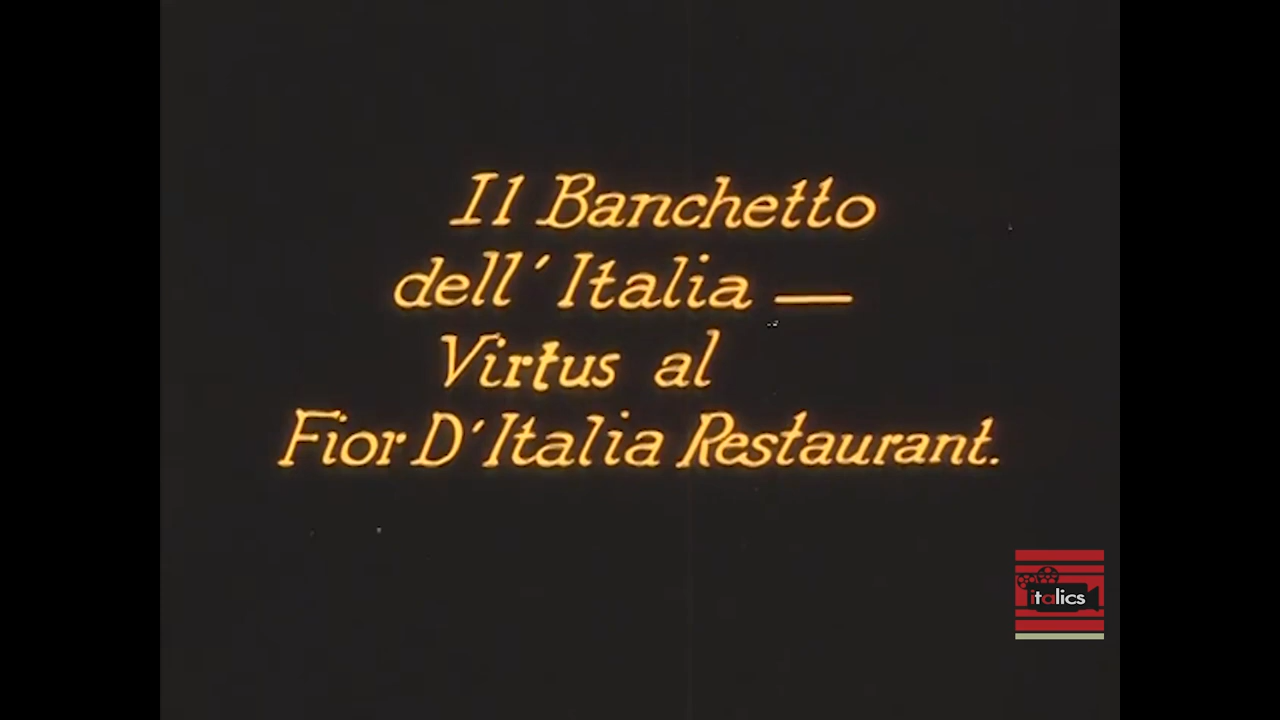 Il Banchetto
dell' Italia —
Virtus al
Fior D'Italia Restaurant.
italics